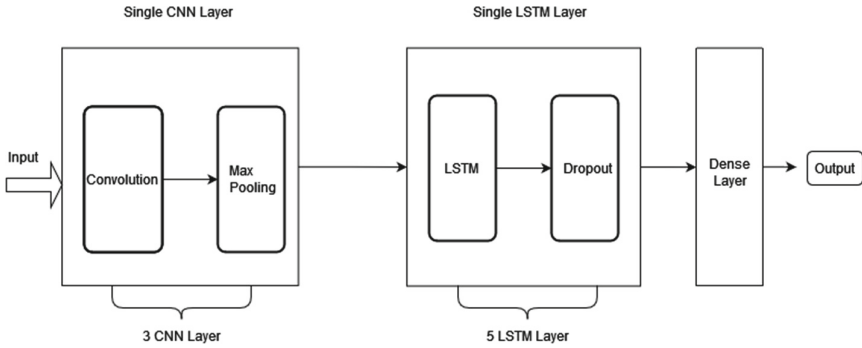 Single CNN Layer
Single LSTM Layer
Input
Convolution
Max
Pooling
LSTM
Dropout
Dense
Layer
Output
3 CNN Layer
5 LSTM Layer